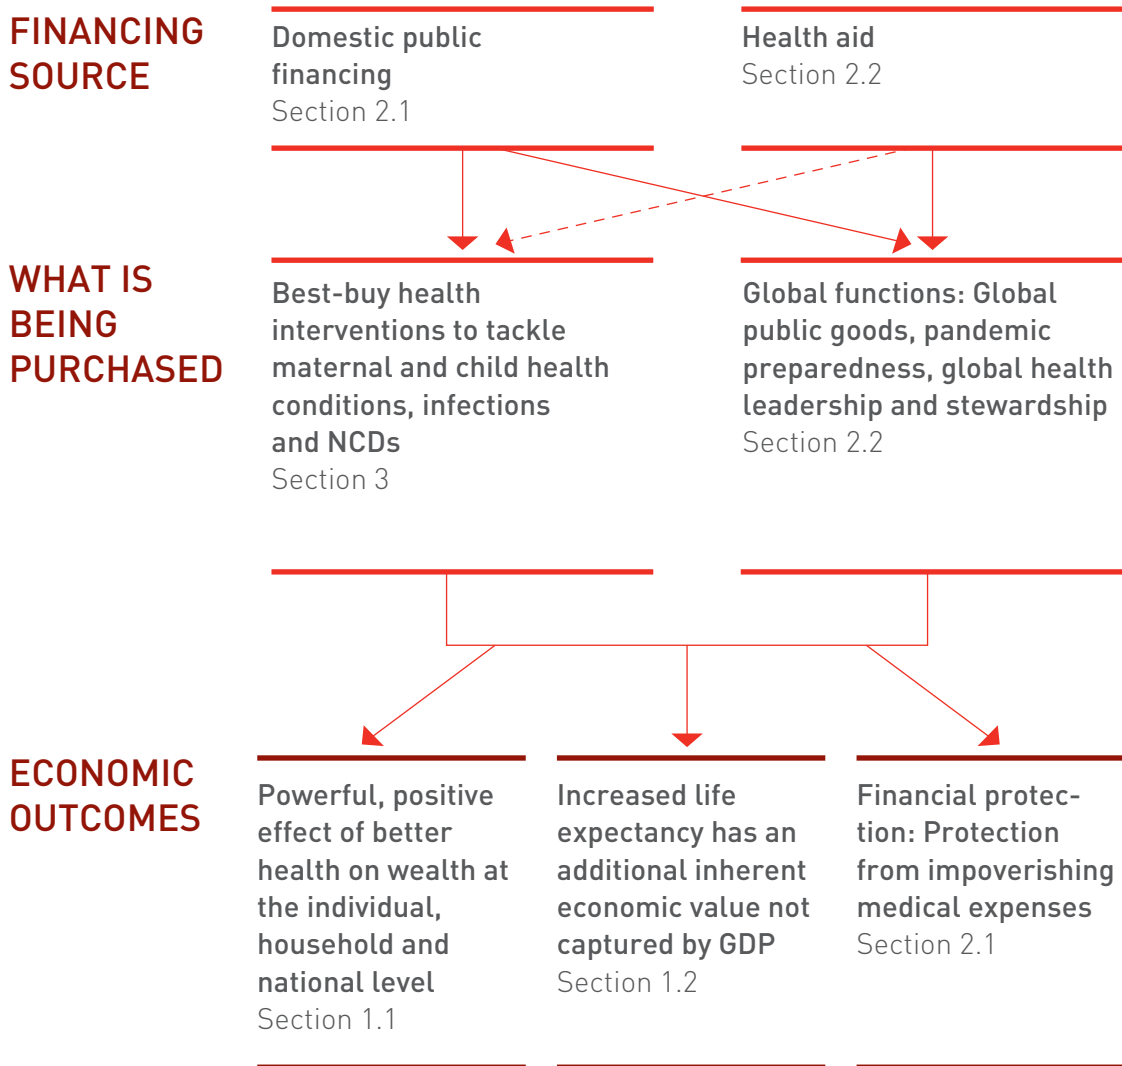 FINANCING
SOURCE
Domestic public
financing
Section 2.1
Health aid
Section 2.2
WHAT IS
BEING
PURCHASED
Best-buy health
interventions to tackle
maternal and child health
conditions, infections
and NCDs
Section 3
Global functions: Global
public goods, pandemic
preparedness, global health
leadership and stewardship
Section 2.2
ECONOMIC
OUTCOMES
Powerful, positive
effect of better
health on wealth at
the individual,
household and
national level
Section 1.1
Increased life
expectancy has an
additional inherent
economic value not
captured by GDP
Section 1.2
Financial protec-
tion: Protection
from impoverishing
medical expenses
Section 2.1